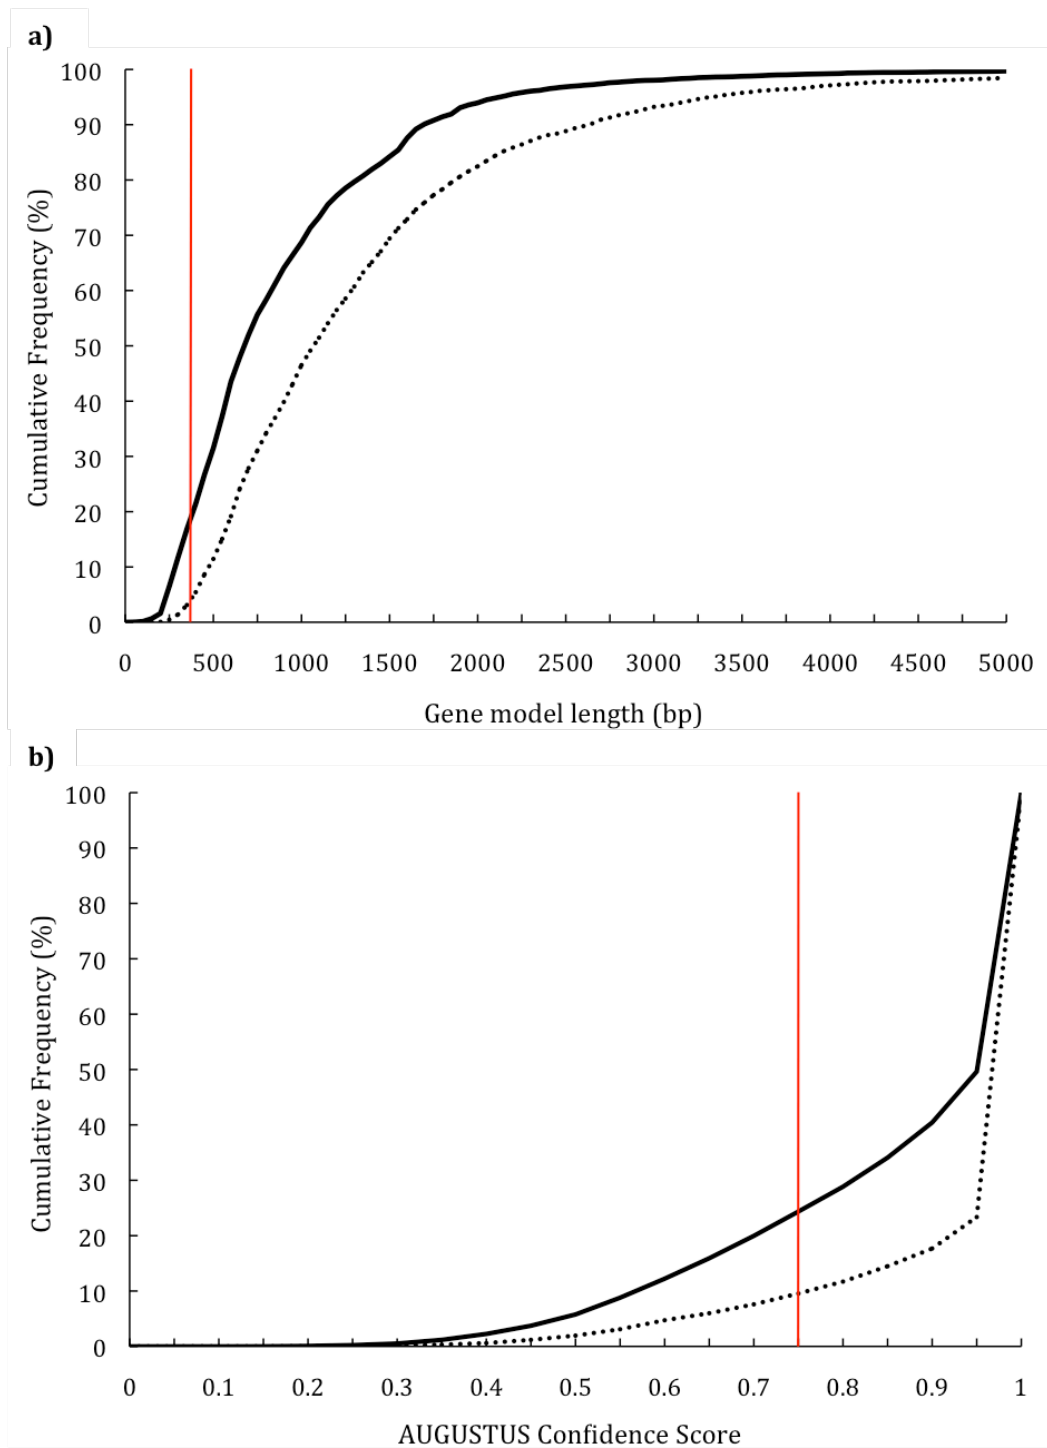 a)
100
90
80
70
60
50
40
30
20
10
0
Cumulative Frequency (%)
0 500 1000 1500 2000 2500 3000 3500 4000 4500 5000
Gene model length (bp)
b)
100
90
80
70
60
50
40
30
20
10
0
Cumulative Frequency (%)
0 0.1 0.2 0.3 0.4 0.5 0.6 0.7 0.8 0.9 1
AUGUSTUS Confidence Score